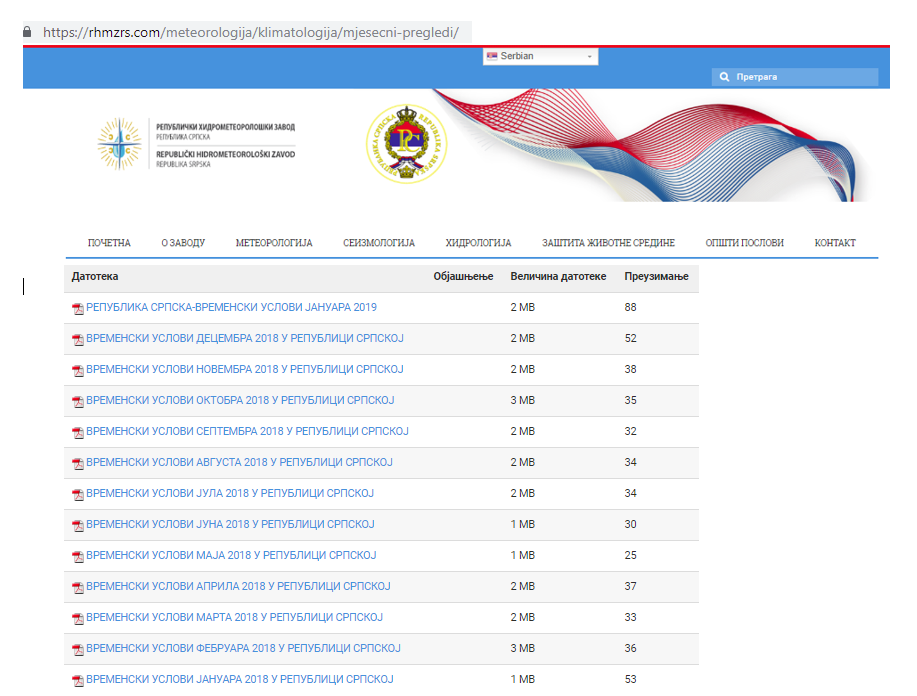 https://rhmzrs.com/meteorologija/klimatologija/mjesecni-pregledi/
Serbian
Претрага
РЕПУБЛИЧКИ ХИДРОМЕТЕОРОЛОШКИ ЗАВОД
РЕПУБЛИКА СРПСКА
REPUBLIČKI HIDROMETEOROLOŠKI ZAVOD
REPUBLIKA SRPSKA
РЕПУБЛИКА СРПСКА REPUBLIKA SRPSKA
ПОЧЕТНА О ЗАВОДУ МЕТЕОРОЛОГИЈА СЕИЗМОЛОГИЈА ХИДРОЛОГИЈА ЗАШТИТА ЖИВОТНЕ СРЕДИНЕ ОПШТИ ПОСЛОВИ КОНТАКТ
Датотека Објашњење Величина датотеке Преузимање
РЕПУБЛИКА СРПСКА-ВРЕМЕНСКИ УСЛОВИ ЈАНУАРА 2019 2 MB 88
ВРЕМЕНСКИ УСЛОВИ ДЕЦЕМБРА 2018 У РЕПУБЛИЦИ СРПСКОЈ 2 MB 52
ВРЕМЕНСКИ УСЛОВИ НОВЕМБРА 2018 У РЕПУБЛИЦИ СРПСКОЈ 2 MB 38
ВРЕМЕНСКИ УСЛОВИ ОКТОБРА 2018 У РЕПУБЛИЦИ СРПСКОЈ 3 MB 35
ВРЕМЕНСКИ УСЛОВИ СЕПТЕМБРА 2018 У РЕПУБЛИЦИ СРПСКОЈ 2 MB 32
ВРЕМЕНСКИ УСЛОВИ АВГУСТА 2018 У РЕПУБЛИЦИ СРПСКОЈ 2 MB 34
ВРЕМЕНСКИ УСЛОВИ ЈУЛА 2018 У РЕПУБЛИЦИ СРПСКОЈ 2 MB 34
ВРЕМЕНСКИ УСЛОВИ ЈУНА 2018 У РЕПУБЛИЦИ СРПСКОЈ 1 MB 30
ВРЕМЕНСКИ УСЛОВИ МАЈА 2018 У РЕПУБЛИЦИ СРПСКОЈ 1 MB 25
ВРЕМЕНСКИ УСЛОВИ АПРИЛА 2018 У РЕПУБЛИЦИ СРПСКОЈ 2 MB 37
ВРЕМЕНСКИ УСЛОВИ МАРТА 2018 У РЕПУБЛИЦИ СРПСКОЈ 2 MB 33
ВРЕМЕНСКИ УСЛОВИ ФЕБРУАРА 2018 У РЕПУБЛИЦИ СРПСКОЈ 3 MB 36
ВРЕМЕНСКИ УСЛОВИ ЈАНУАРА 2018 У РЕПУБЛИЦИ СРПСКОЈ 1 MB 53